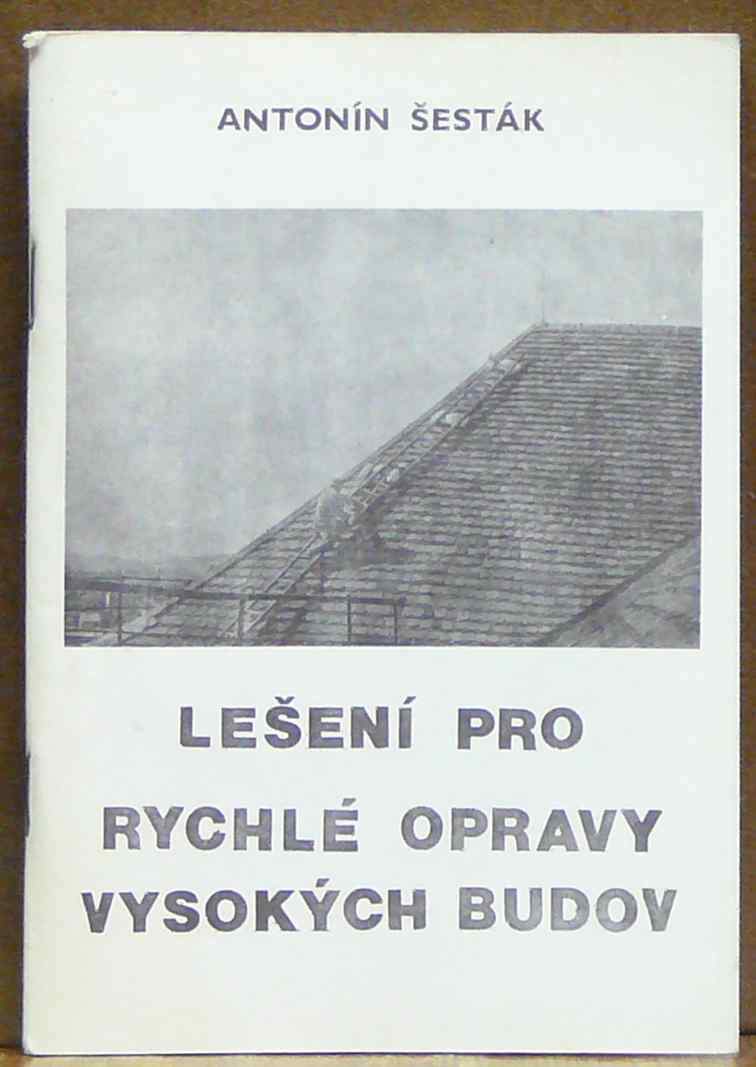 ANTONÍN ŠESTÁK
LEŠENÍ PRO
RYCHLÉ OPRAVY
VYSOKÝCH BUDOV